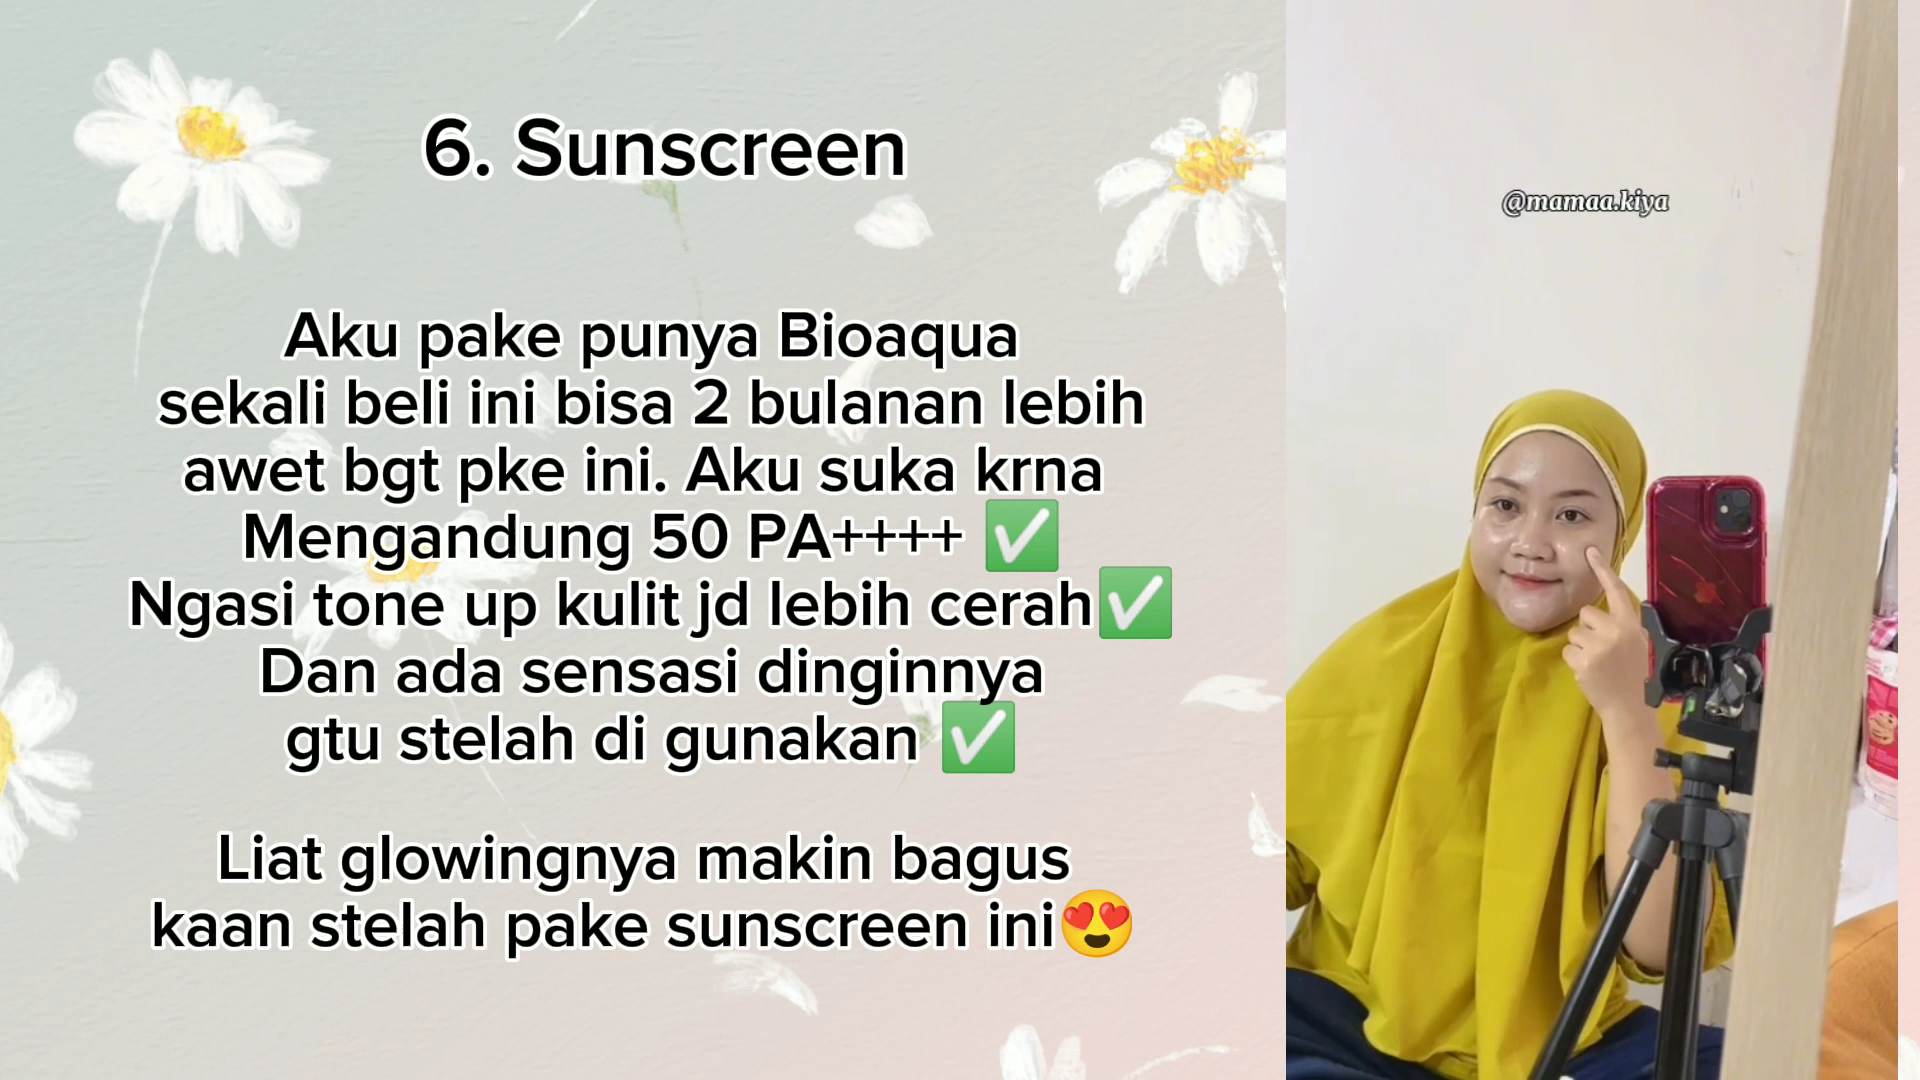 6. Sunscreen
Aku pake punya Bioaqua
sekali beli ini bisa 2 bulanan lebih
awet bgt pke ini. Aku suka krna
Mengandung 50 PA++++ ✅
Ngasi tone up kulit jd lebih cerah✅
Dan ada sensasi dinginnya
gtu stelah di gunakan ✅
Liat glowingnya makin bagus
kaan stelah pake sunscreen ini😍
@mamaa.kiya